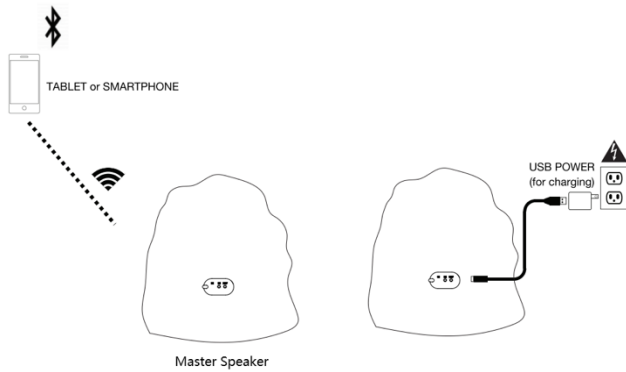 TABLET or SMARTPHONE
USB POWER
(for charging)
Master Speaker